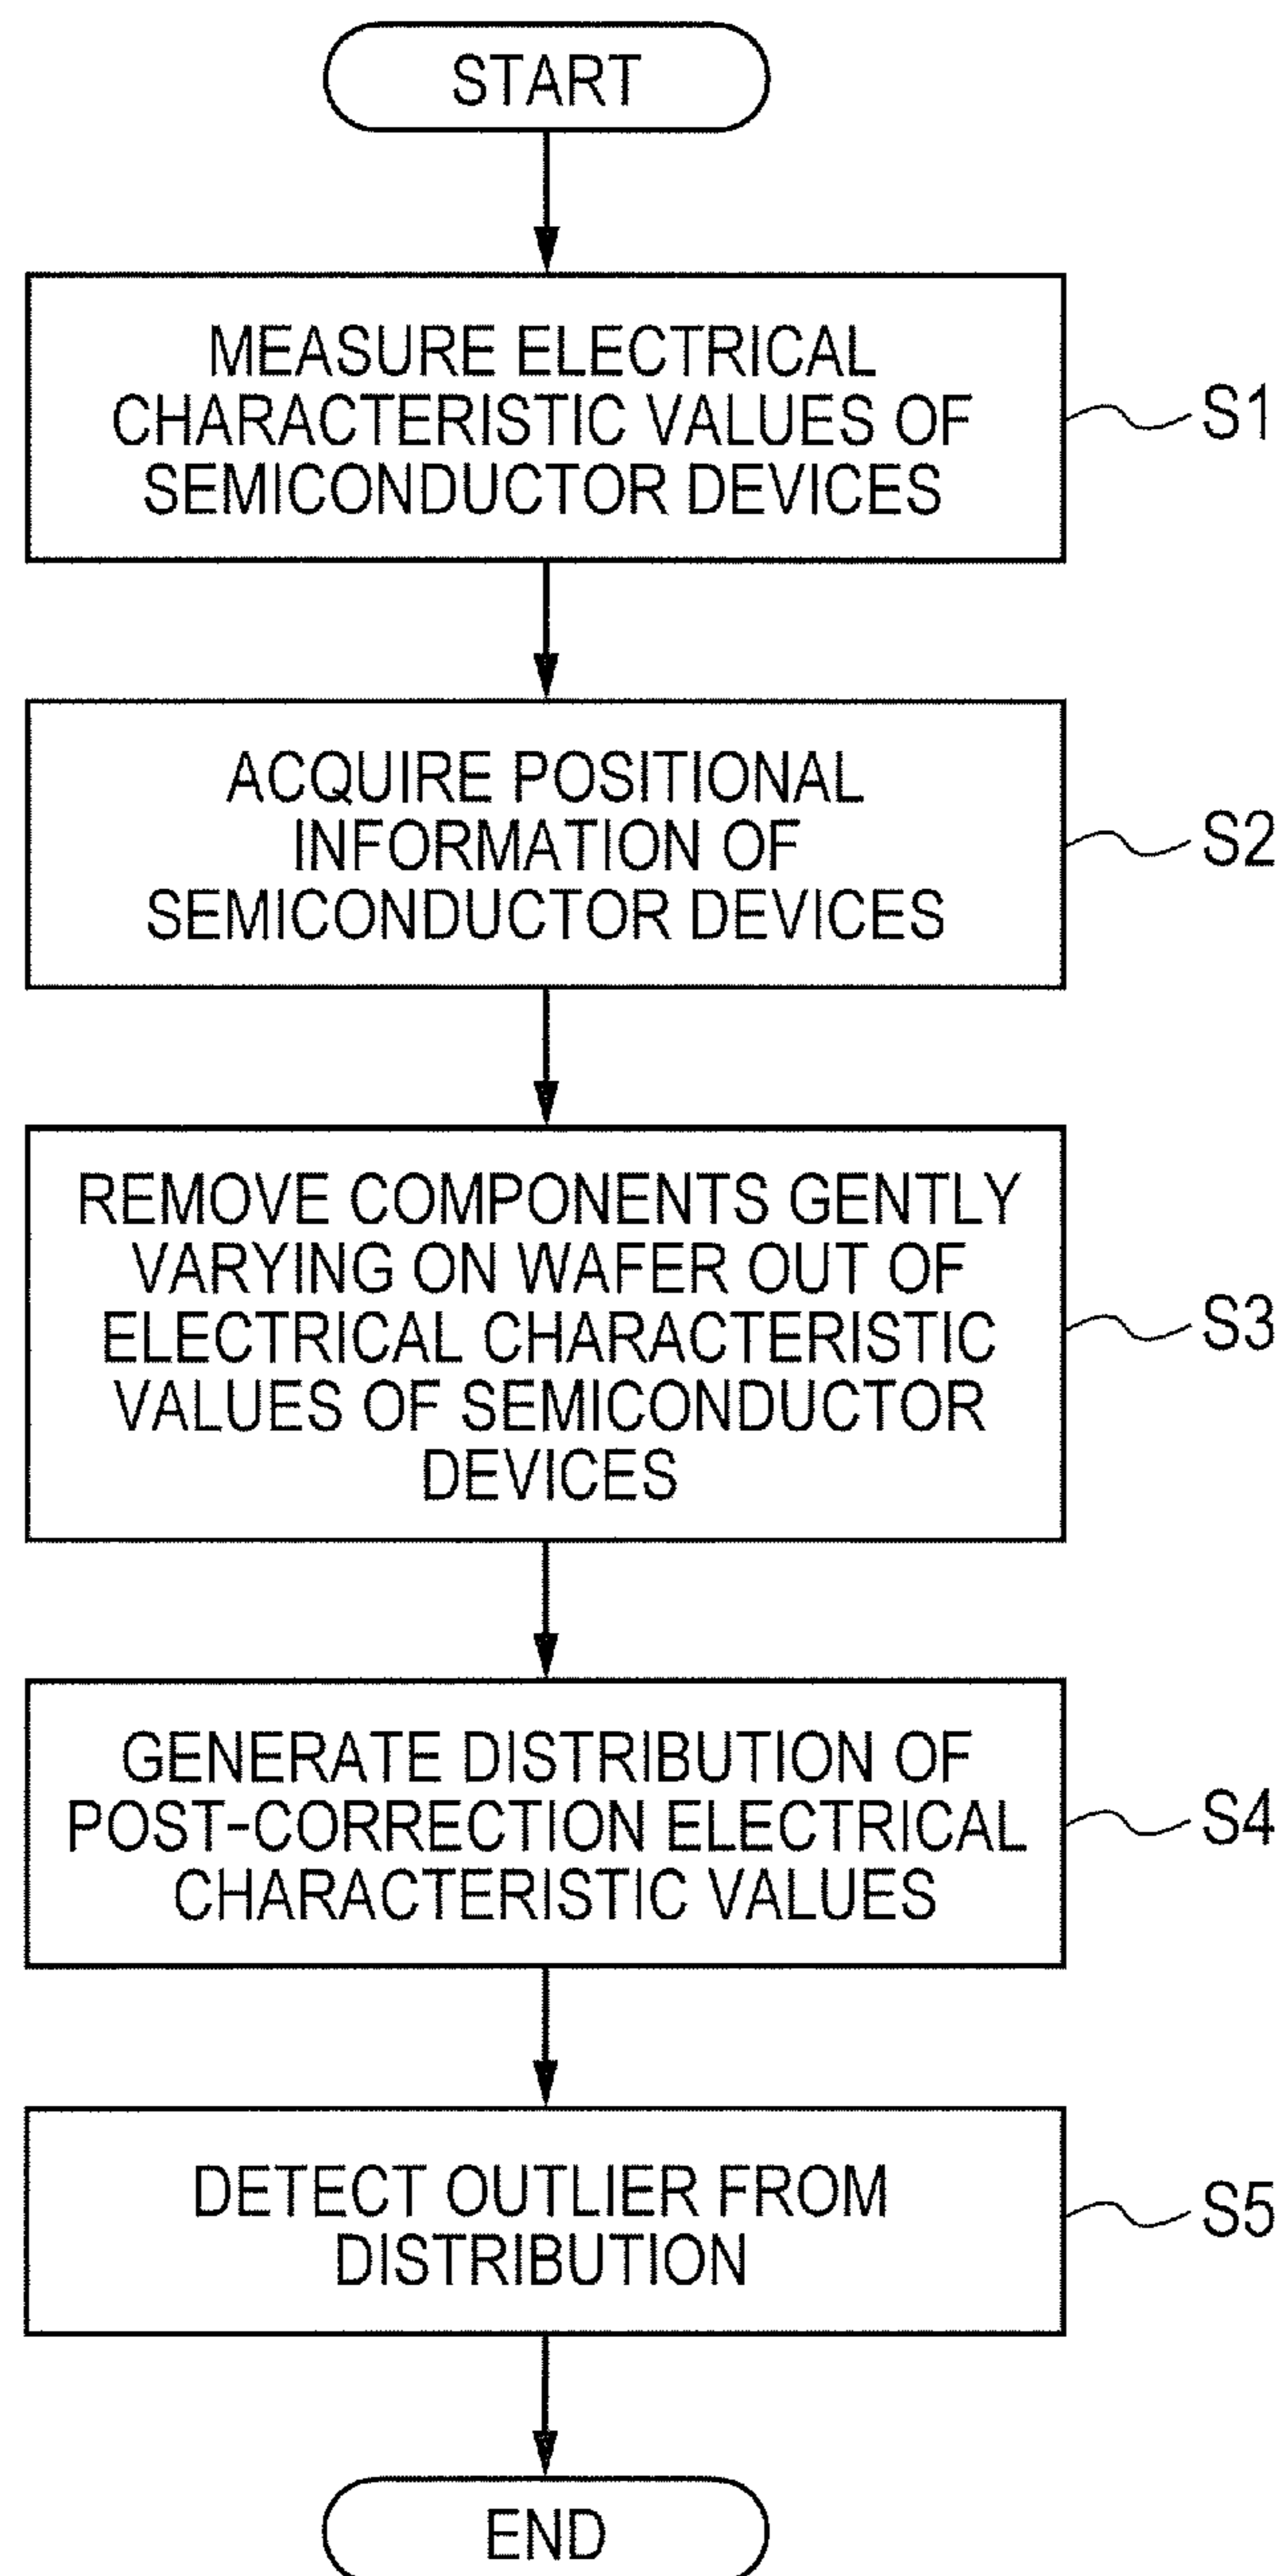 START
MEASURE ELECTRICAL
CHARACTERISTIC VALUES OF
SEMICONDUCTOR DEVICES
S1
ACQUIRE POSITIONAL
INFORMATION OF
SEMICONDUCTOR DEVICES
S2
REMOVE COMPONENTS GENTLY
VARYING ON WAFER OUT OF
ELECTRICAL CHARACTERISTIC
VALUES OF SEMICONDUCTOR
DEVICES
S3
GENERATE DISTRIBUTION OF
POST-CORRECTION ELECTRICAL
CHARACTERISTIC VALUES
S4
DETECT OUTLIER FROM
DISTRIBUTION
S5
END